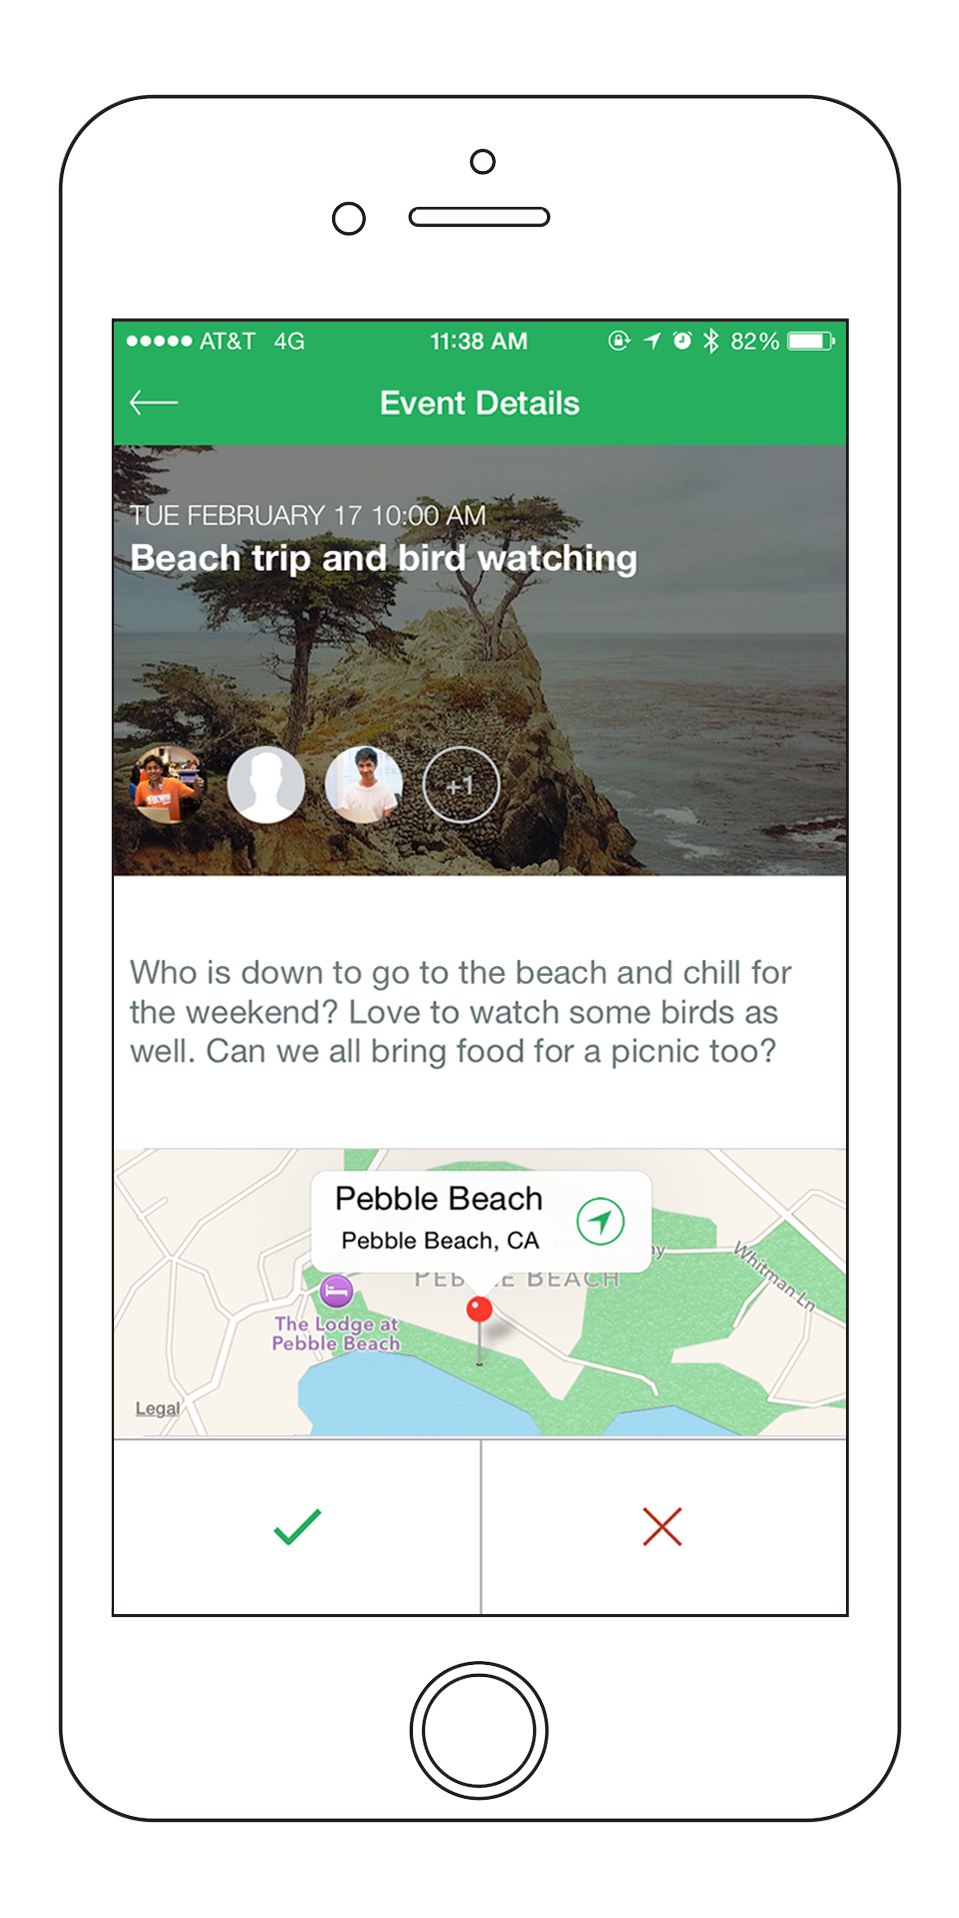 AT&T 4G 11:38 AM 82%
Event Details
TUE FEBRUARY 17 10:00 AM
Beach trip and bird watching
+1
Who is down to go to the beach and chill for
the weekend? Love to watch some birds as
well. Can we all bring food for a picnic too?
Pebble Beach
Pebble Beach, CA
PEBBLE BEACH
Whitman Ln
The Lodge at
Pebble Beach
Legal